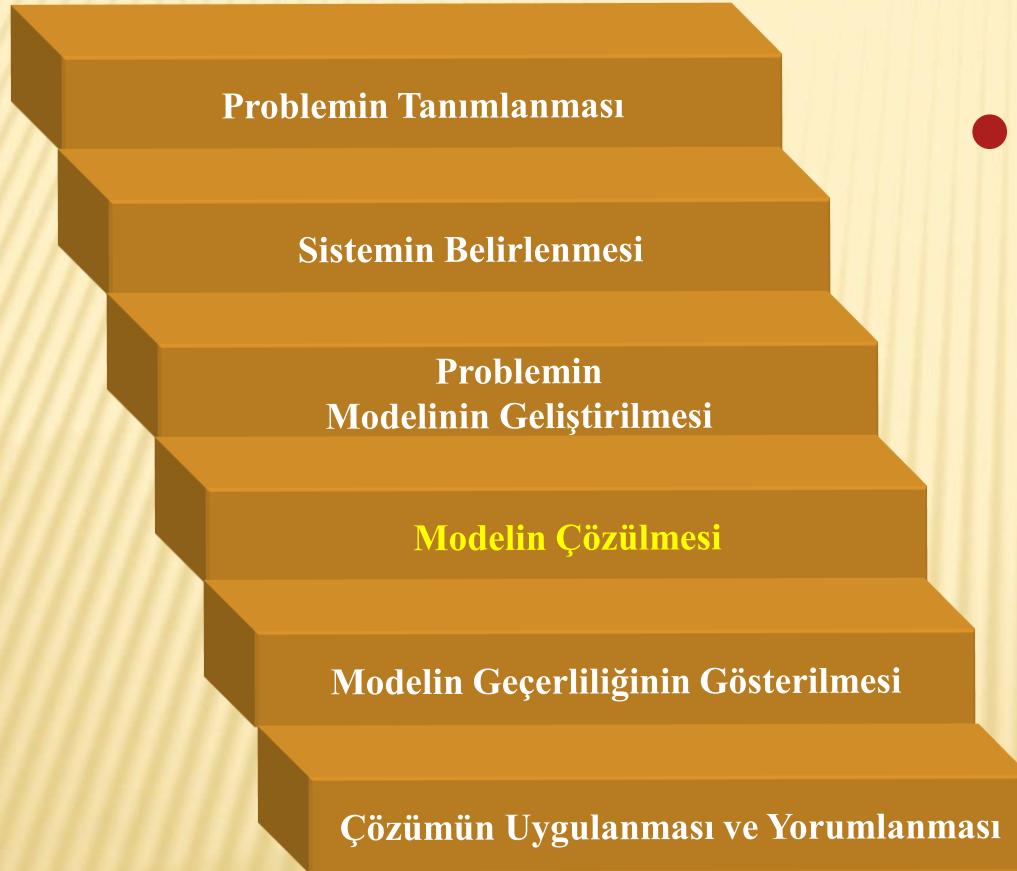 Problemin Tanımlanması
Sistemin Belirlenmesi
Problemin
Modelinin Geliştirilmesi
Modelin Çözülmesi
Modelin Geçerliliğinin Gösterilmesi
Çözümün Uygulanması ve Yorumlanması